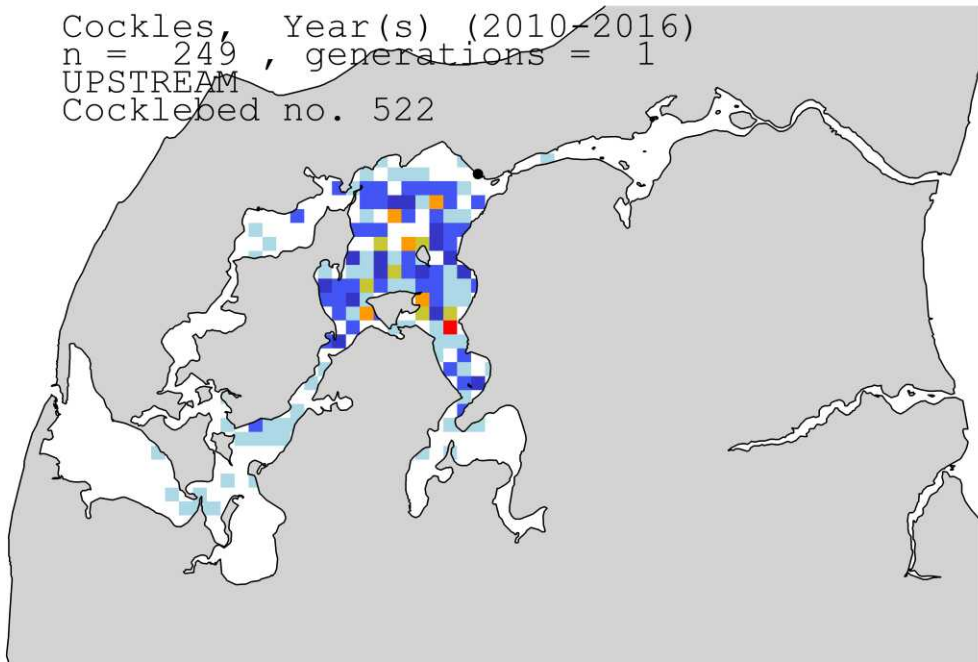 Cockles, Year(s) (2010-2016)
n = 249 , generations = 1
UPSTREAM
Cocklebed no. 522